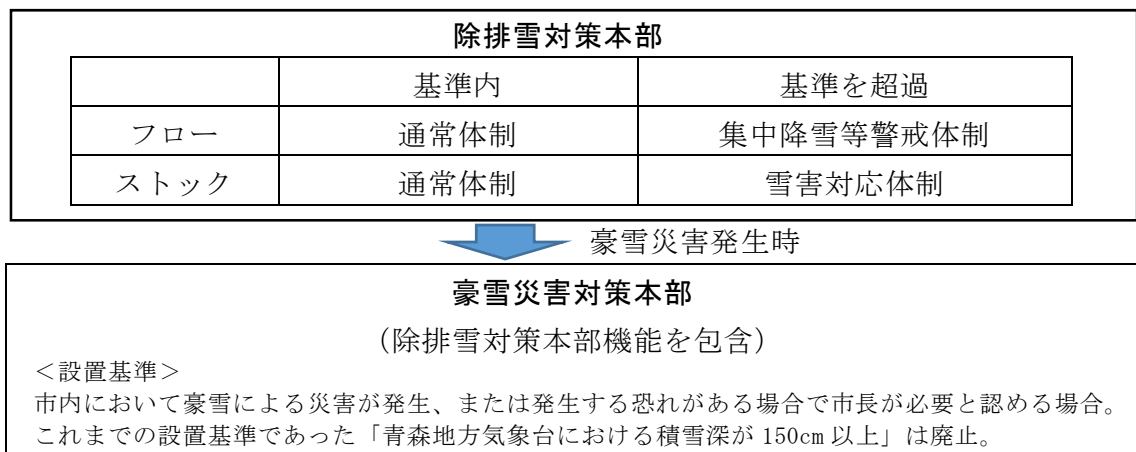 除排雪対策本部
基準内 基準を超過
フロー 通常体制 集中降雪等警戒体制
ストック 通常体制 雪害対応体制
豪雪災害発生時
豪雪災害対策本部
（除排雪対策本部機能を包含）
＜設置基準＞
市内において豪雪による災害が発生、または発生する恐れがある場合で市長が必要と認める場合。
これまでの設置基準であった「青森地方気象台における積雪深が 150cm 以上」は廃止。